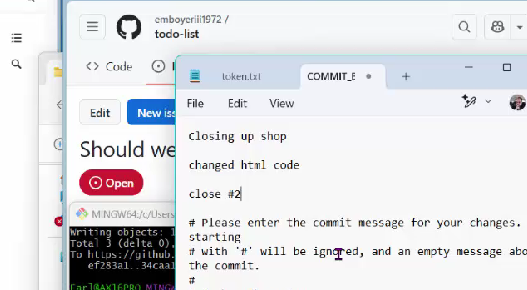 emboyeriii1972 /
todo-list
Code
Edit
New iss
Should we
Open
MINGW64:/c/Users
Writing objects: 1
Total 3 (delta 0),
To https://github.
ef283a1..34caa1
token.txt
COMMIT_E
File Edit View
Closing up shop
changed html code
close #2
# Please enter the commit message for your changes.
starting
# with '#' will be ignored, and an empty message abo
the commit.
#